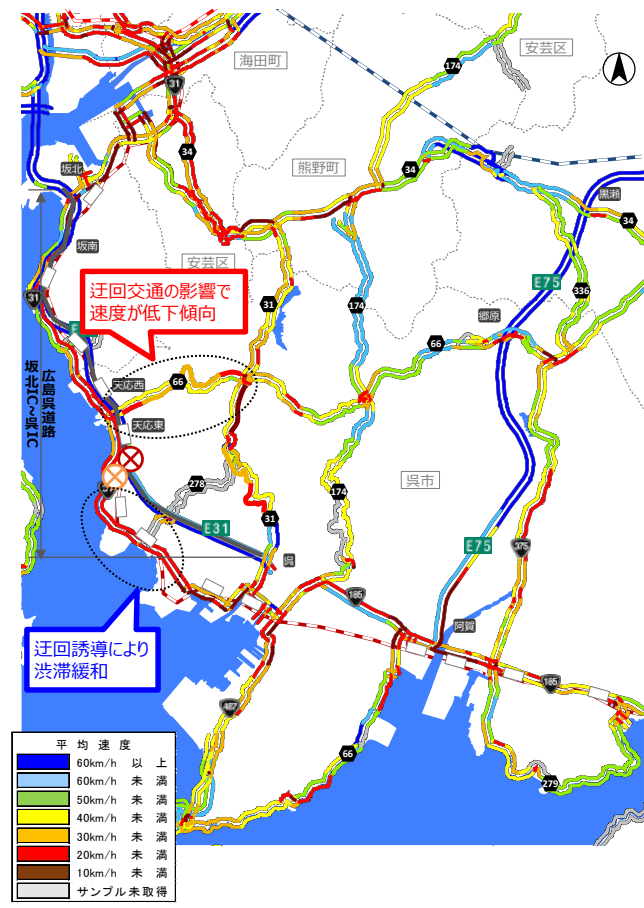 安芸区
海田町
174
31
34
熊野町
坂北
34
黒瀬
34
坂南
安芸区
迂回交通の影響で
速度が低下傾向
31
31
174
E75
336
E
郷原
66
広島呉道路
坂北IC～呉IC
天応西
66
天応東
278
呉市
174
E31
31
E75
375
呉
185
阿賀
迂回誘導により
渋滞緩和
185
487
66
279
平均速度
60km/h 以上
60km/h 未満
50km/h 未満
40km/h 未満
30km/h 未満
20km/h 未満
10km/h 未満
サンプル未取得